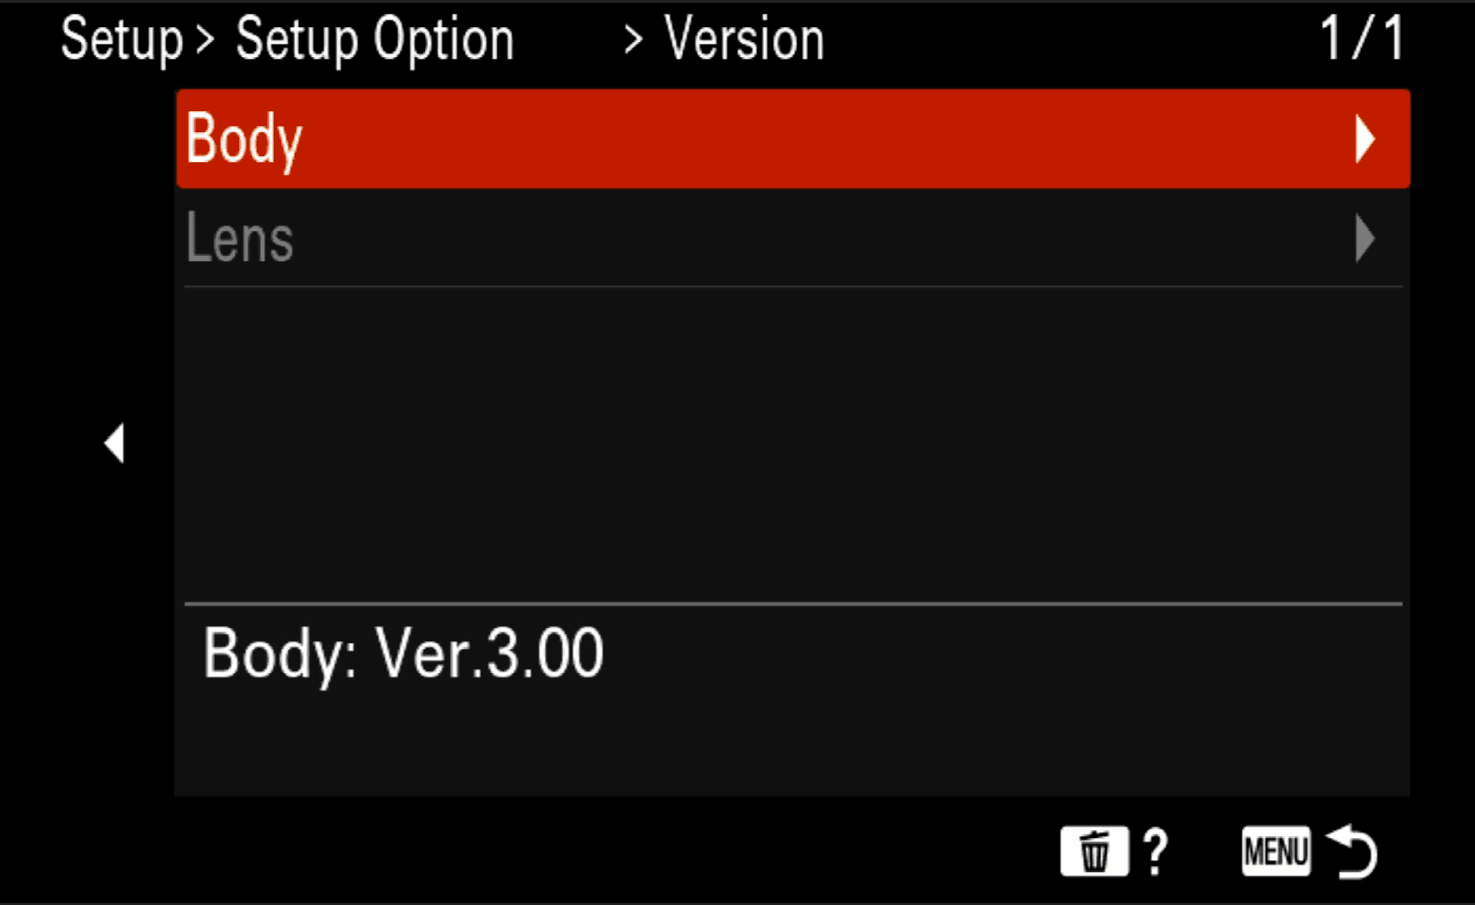 Setup > Setup Option > Version 1/1
Body
Lens
Body: Ver.3.00
? MENU